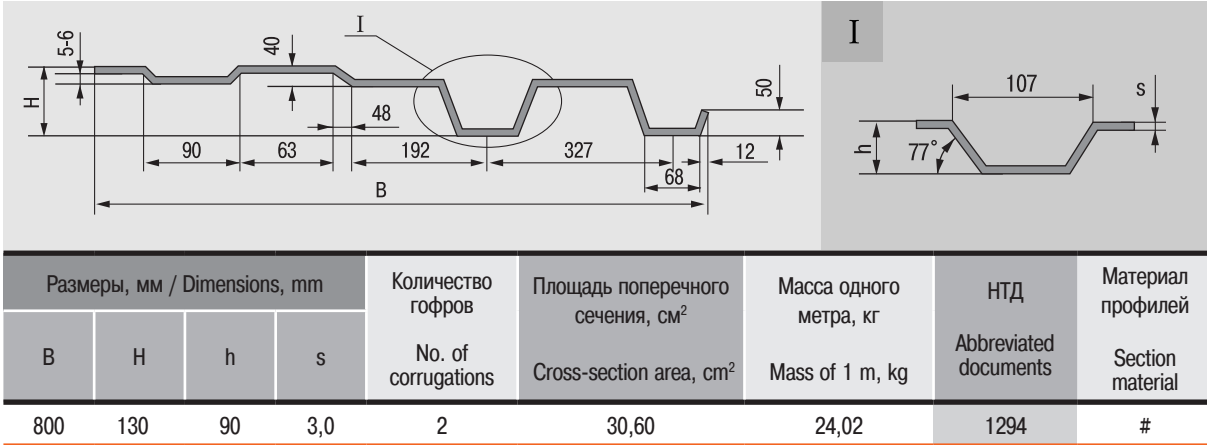 5-6
40
I
H
50
48
90
63
192
327
12
68
B
I
107
s
h
77°
Размеры, мм / Dimensions, mm
B
H
h
s
Количество
гофров
No. of
corrugations
Площадь поперечного
сечения, см²
Cross-section area, cm²
Масса одного
метра, кг
Mass of 1 m, kg
НТД
Abbreviated
documents
Материал
профилей
Section
material
800 130 90 3,0 2 30,60 24,02 1294 #